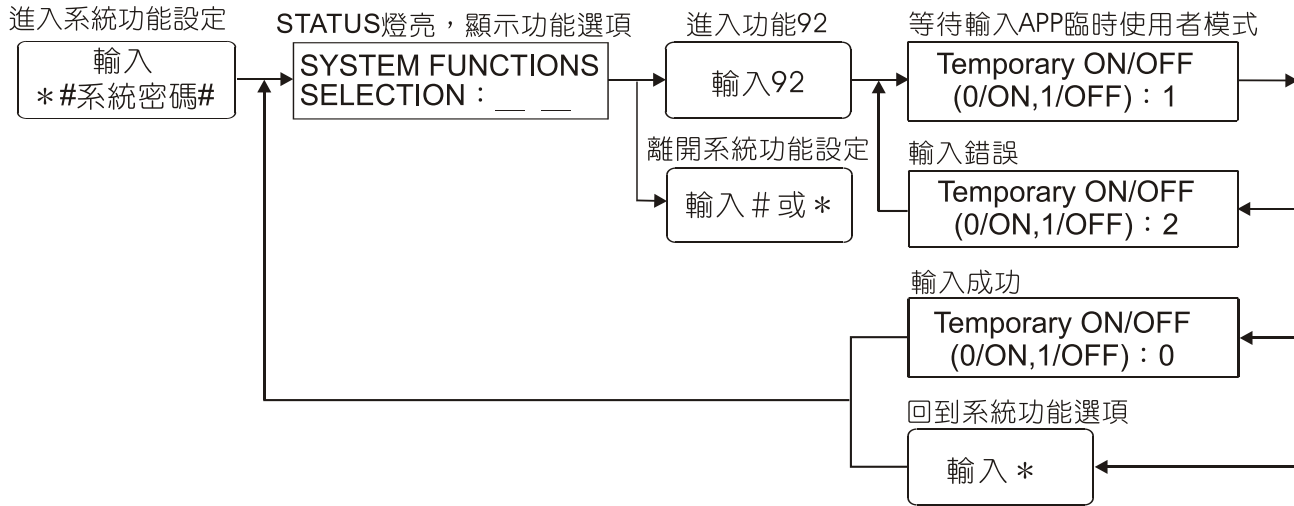 進入系統功能設定
輸入
＊#系統密碼#
STATUS燈亮，顯示功能選項
SYSTEM FUNCTIONS
SELECTION：__ __
進入功能92
輸入92
離開系統功能設定
輸入＃或＊
等待輸入APP臨時使用者模式
Temporary ON/OFF
(0/ON,1/OFF)：1
輸入錯誤
Temporary ON/OFF
(0/ON,1/OFF)：2
輸入成功
Temporary ON/OFF
(0/ON,1/OFF)：0
回到系統功能選項
輸入＊